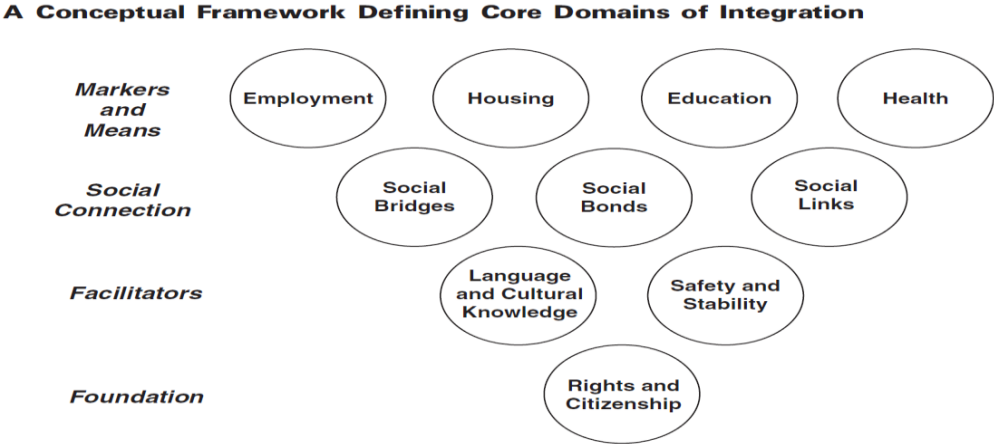 A Conceptual Framework Defining Core Domains of Integration
Markers
and
Means
Employment
Housing
Education
Health
Social
Connection
Social
Bridges
Social
Bonds
Social
Links
Facilitators
Language
and Cultural
Knowledge
Safety and
Stability
Foundation
Rights and
Citizenship